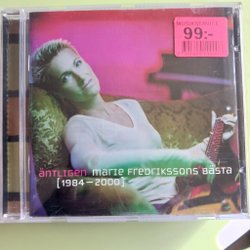 99:-
äntligen marie fredrikssons bästa
[1984–2000]